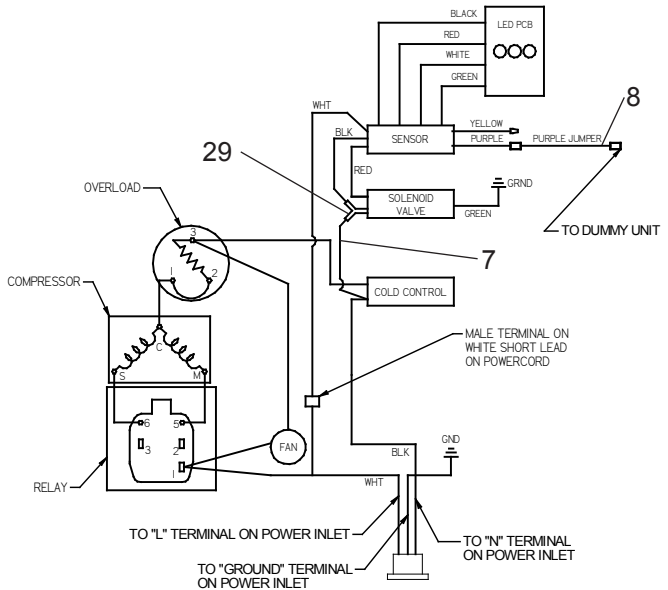 BLACK
LED PCB
RED
WHITE
GREEN
WHT
8
YELLOW
BLK
SENSOR
PURPLE
PURPLE JUMPER
29
RED
GRND
OVERLOAD
SOLENOID
VALVE
GREEN
TO DUMMY UNIT
3
7
1
2
COMPRESSOR
COLD CONTROL
C
MALE TERMINAL ON
WHITE SHORT LEAD
ON POWERCORD
S
M
6
5
3
2
FAN
GND
1
BLK
RELAY
WHT
TO "L" TERMINAL ON POWER INLET
TO "N" TERMINAL
ON POWER INLET
TO "GROUND" TERMINAL
ON POWER INLET